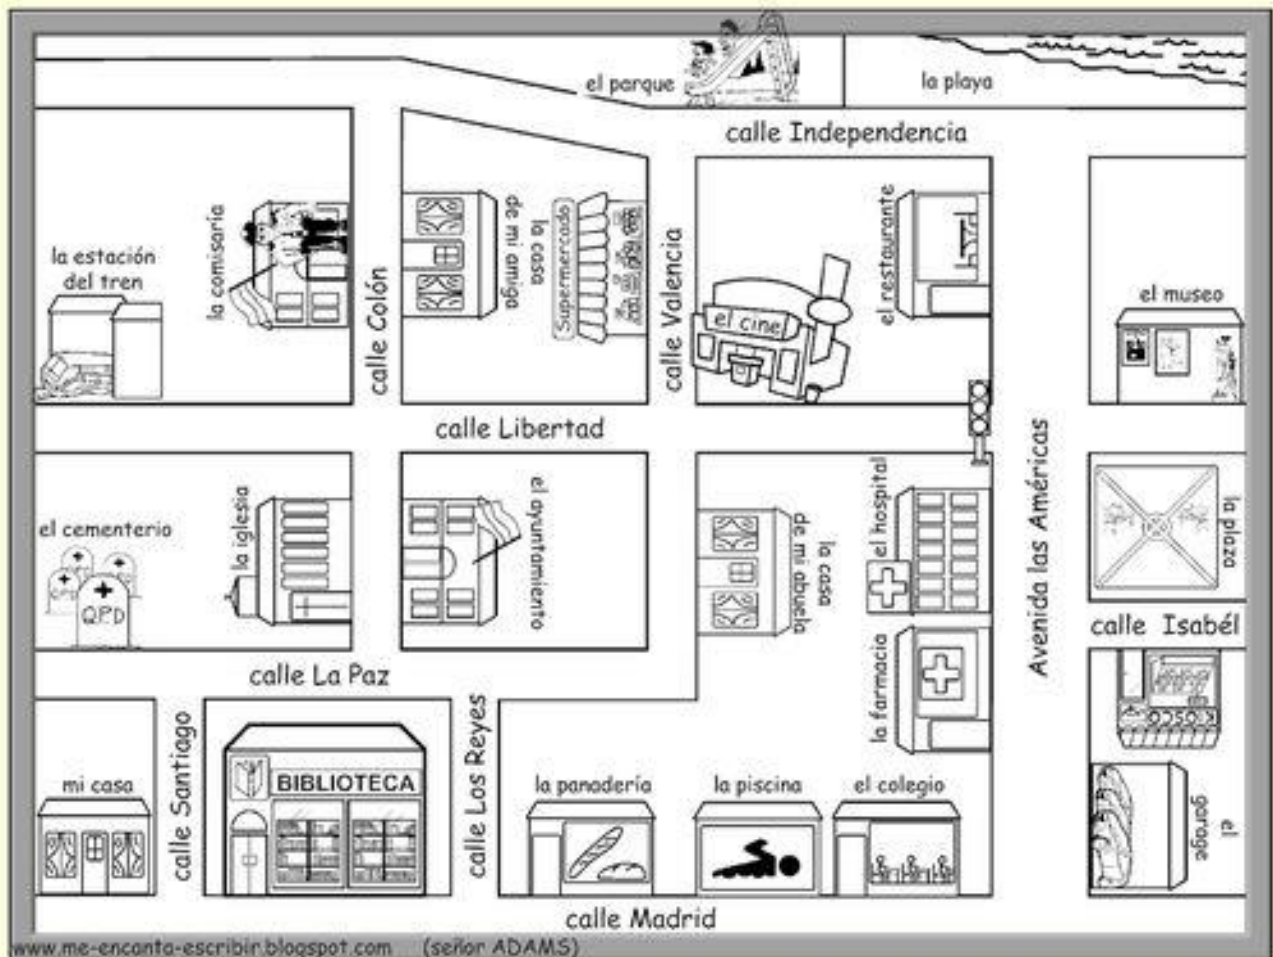 el parque
la playa
calle Independencia
la estación
del tren
la comisaría
calle Colón
la casa
de mi amiga
Supermercado
calle Valencia
el cine
el restaurante
el museo
calle Libertad
Avenida las Américas
el cementerio
QPD
la iglesia
el ayuntamiento
la casa
de mi abuela
el hospital
la plaza
calle Isabél
calle La Paz
la farmacia
KIOSCO
mi casa
calle Santiago
BIBLIOTECA
calle Los Reyes
la panadería
la piscina
el colegio
el
garage
calle Madrid
www.me-encanta-escribir.blogspot.com (señor ADAMS)